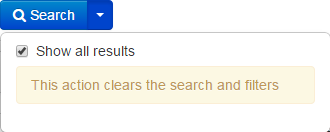 Search
Show all results
This action clears the search and filters